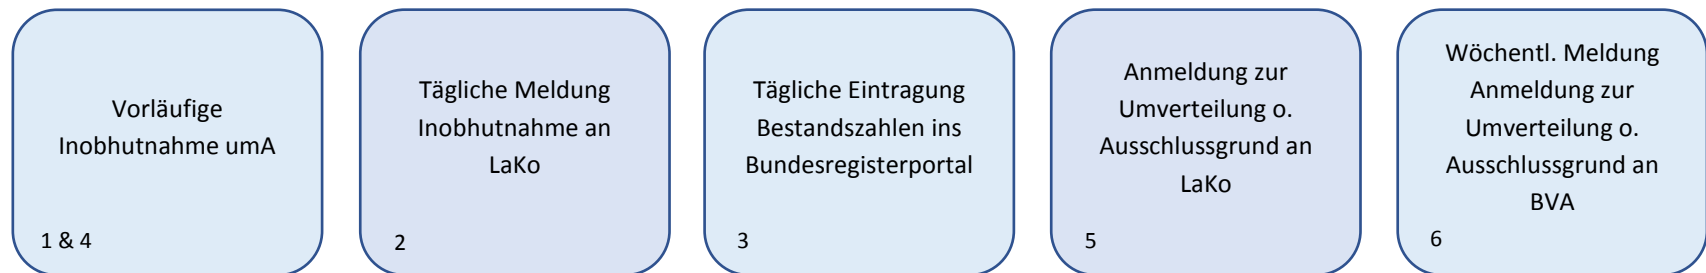 Vorläufige
Inobhutnahme umA
1 & 4
Tägliche Meldung
Inobhutnahme an
LaKo
2
Tägliche Eintragung
Bestandszahlen ins
Bundesregisterportal
3
Anmeldung zur
Umverteilung o.
Ausschlussgrund an
LaKo
5
Wöchentl. Meldung
Anmeldung zur
Umverteilung o.
Ausschlussgrund an
BVA
6